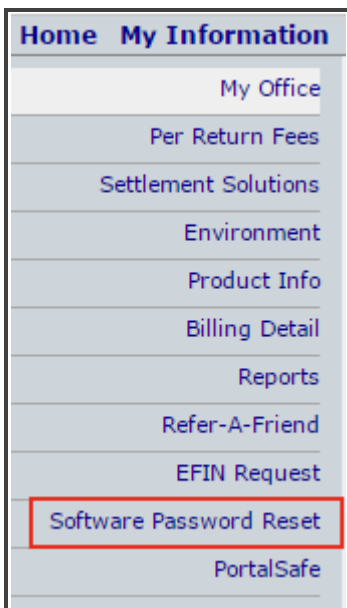 Home My Information
My Office
Per Return Fees
Settlement Solutions
Environment
Product Info
Billing Detail
Reports
Refer-A-Friend
EFIN Request
Software Password Reset
PortalSafe